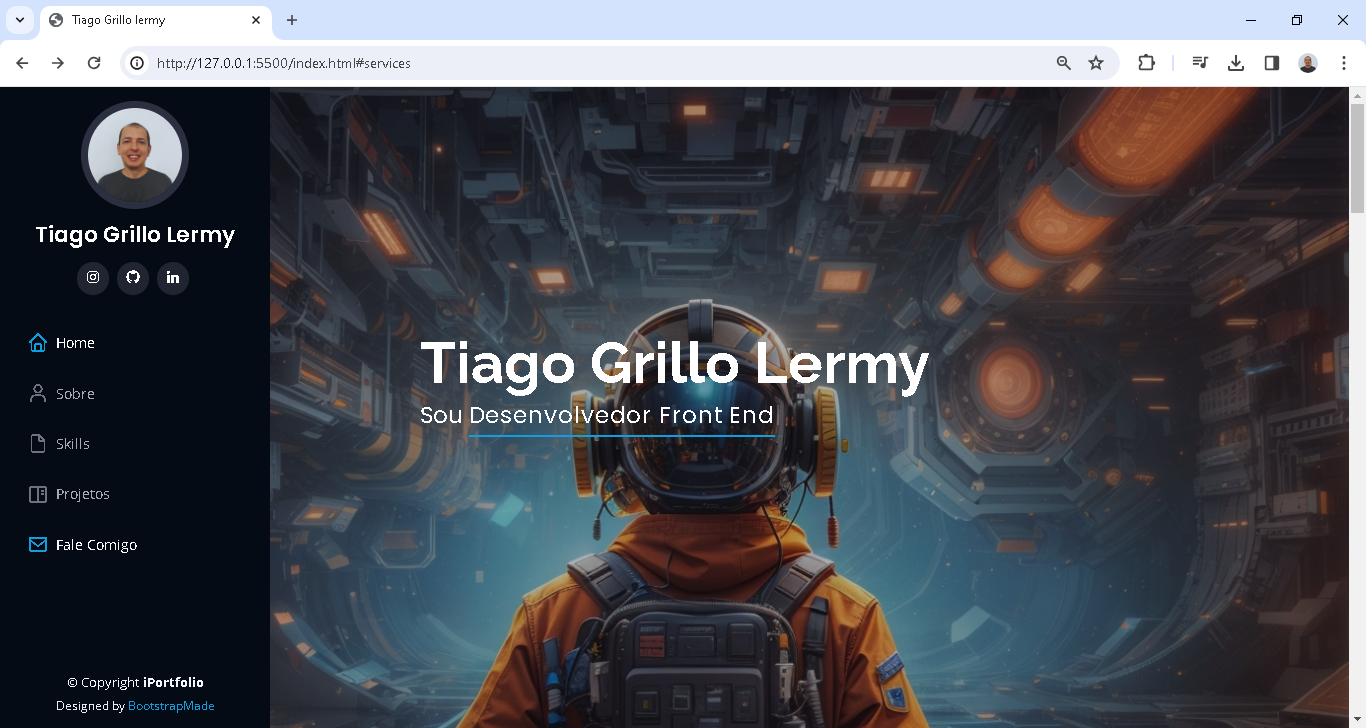 Tiago Grillo lermy
http://127.0.0.1:5500/index.html#services
Tiago Grillo Lermy
Home
Sobre
Skills
Projetos
Fale Comigo
© Copyright iPortfolio
Designed by BootstrapMade
Tiago Grillo Lermy
Sou Desenvolvedor Front End